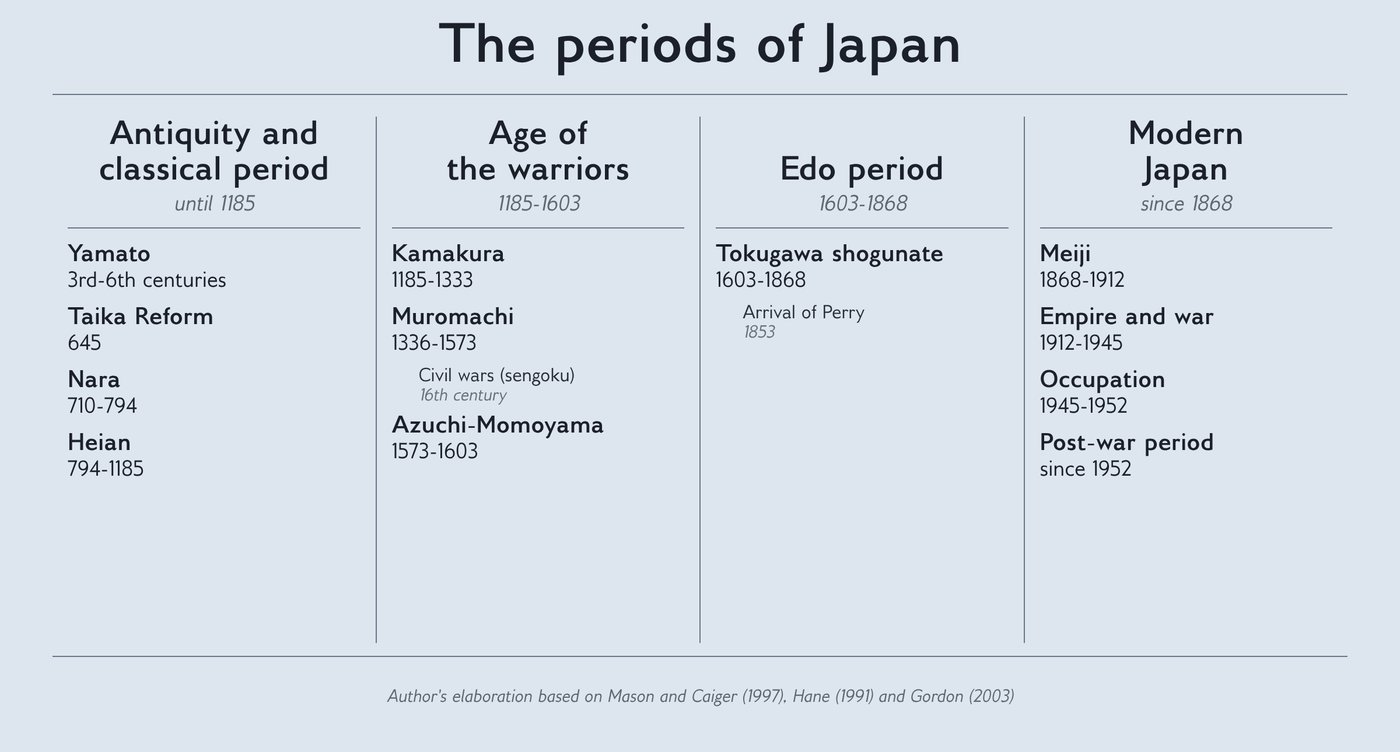 The periods of Japan
Antiquity and
classical period
until 1185
Yamato
3rd-6th centuries
Taika Reform
645
Nara
710-794
Heian
794-1185
Age of
the warriors
1185-1603
Kamakura
1185-1333
Muromachi
1336-1573
Civil wars (sengoku)
16th century
Azuchi-Momoyama
1573-1603
Edo period
1603-1868
Tokugawa shogunate
1603-1868
Arrival of Perry
1853
Modern
Japan
since 1868
Meiji
1868-1912
Empire and war
1912-1945
Occupation
1945-1952
Post-war period
since 1952
Author's elaboration based on Mason and Caiger (1997), Hane (1991) and Gordon (2003)